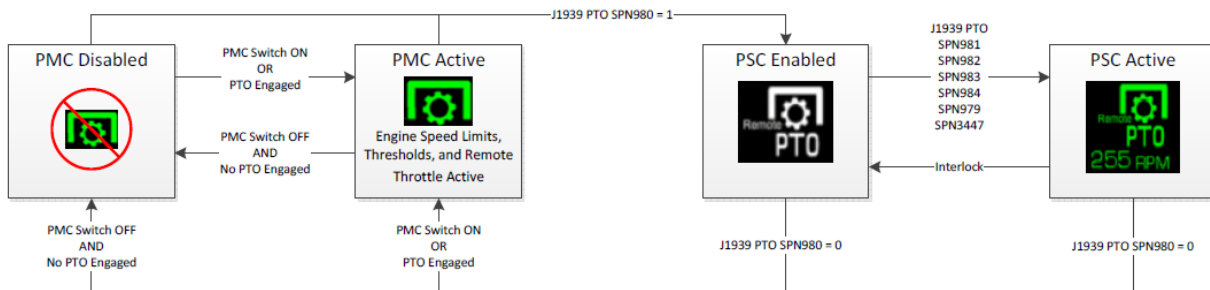 J1939 PTO SPN980 = 1
PMC Disabled
PMC Switch ON
OR
PTO Engaged
PMC Switch OFF
AND
No PTO Engaged
PMC Active
Engine Speed Limits,
Thresholds, and Remote
Throttle Active
PSC Enabled
Remote
PTO
J1939 PTO
SPN981
SPN982
SPN983
SPN984
SPN979
SPN3447
Interlock
PSC Active
Remote
PTO
255 RPM
PMC Switch OFF
AND
No PTO Engaged
PMC Switch ON
OR
PTO Engaged
J1939 PTO SPN980 = 0
J1939 PTO SPN980 = 0